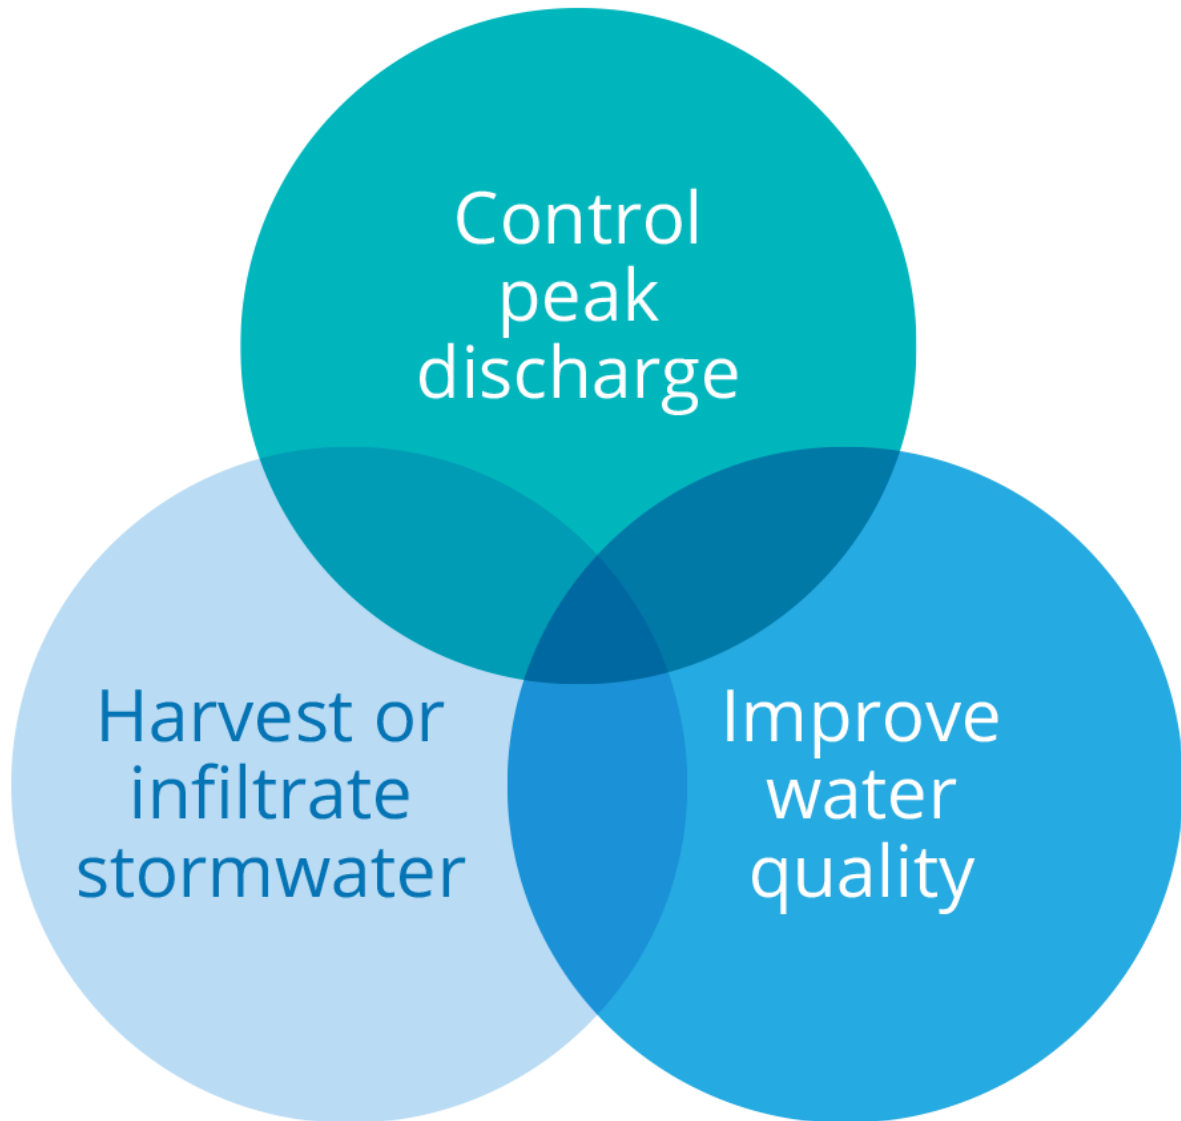 Control
peak
discharge
Harvest or
infiltrate
stormwater
Improve
water
quality